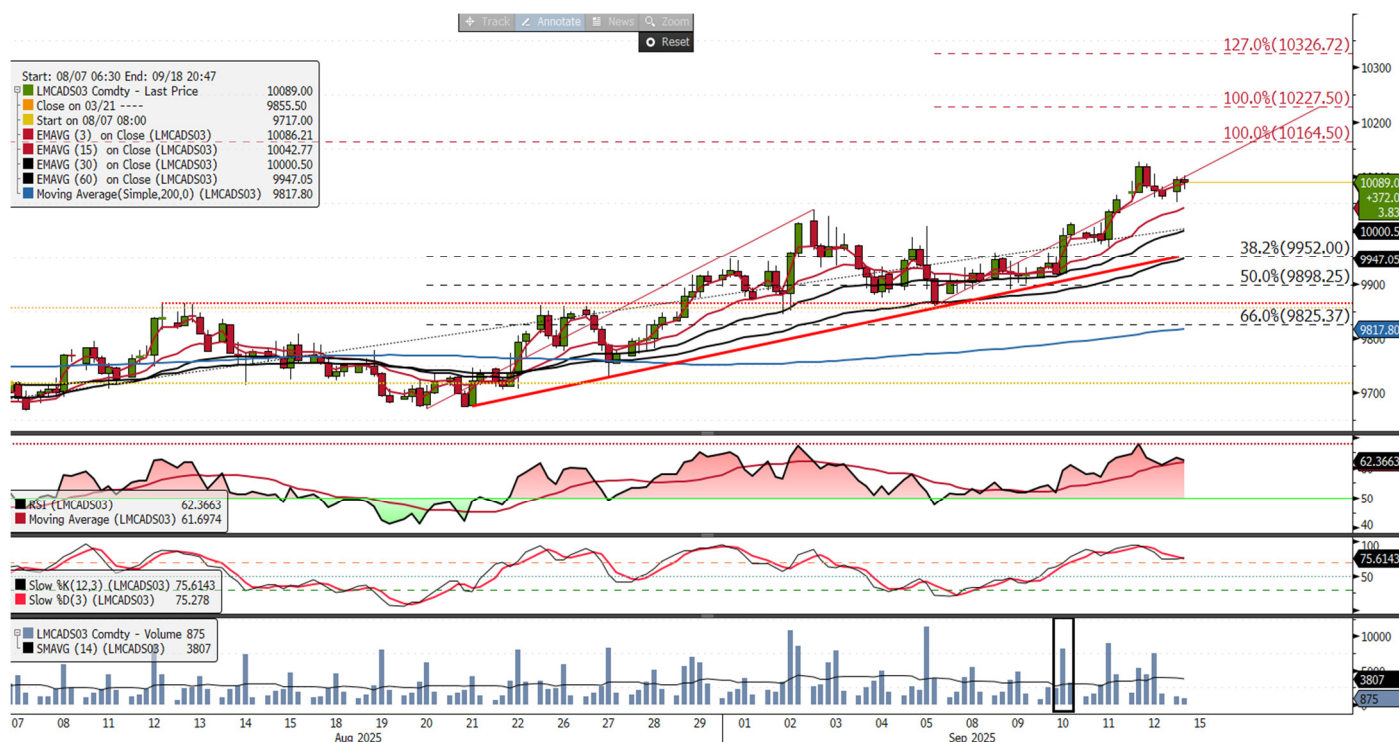 Track Annotate News Zoom
Reset
Start: 08/07 06:30 End: 09/18 20:47
LMCADS03 Comdty - Last Price 10089.00
Close on 03/21 ---- 9855.50
Start on 08/07 08:00 9717.00
EMAVG (3) on Close (LMCADS03) 10086.21
EMAVG (15) on Close (LMCADS03) 10042.77
EMAVG (30) on Close (LMCADS03) 10000.50
EMAVG (60) on Close (LMCADS03) 9947.05
Moving Average(Simple,200,0) (LMCADS03) 9817.80
127.0%(10326.72)
10300
100.0%(10227.50)
10200
100.0%(10164.50)
10089.0
+372.0
3.83
10000.5
38.2%(9952.00)
9947.05
50.0%(9898.25)
9900
66.0%(9825.37)
9817.80
9800
9700
62.3663
RSI (LMCADS03) 62.3663
Moving Average (LMCADS03) 61.6974
50
40
100
75.6143
Slow %K(12,3) (LMCADS03) 75.6143
Slow %D(3) (LMCADS03) 75.278
50
0
LMCADS03 Comdty - Volume 875
SMAVG (14) (LMCADS03) 3807
10000
3807
875
07 08 11 12 13 14 15 18 19 20 21 22 26 27 28 29 01 02 03 04 05 08 09 10 11 12 15
Aug 2025 Sep 2025